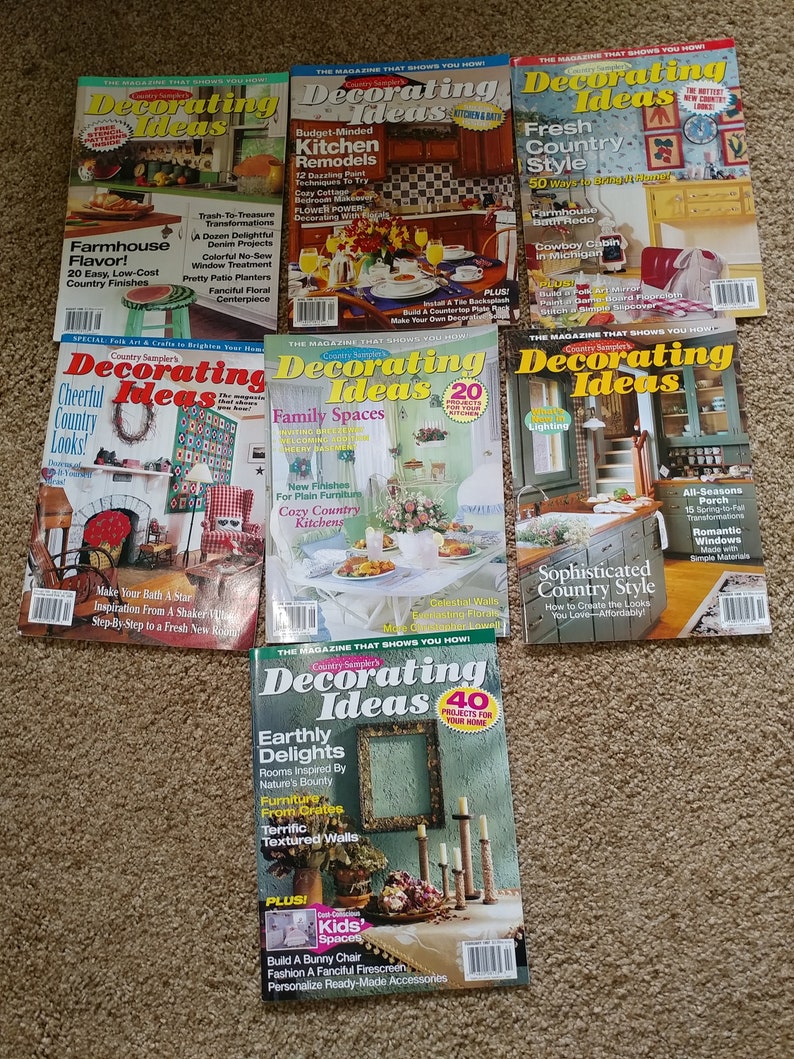 THE MAGAZINE THAT SHOWS YOU HOW!
Country Sampler's
Decorating
Ideas
FREE
STENCIL
PATTERNS
INSIDE!
Trash-To-Treasure
Transformations
A Dozen Delightful
Denim Projects
Colorful No-Sew
Window Treatment
Pretty Patio Planters
Fanciful Floral
Centerpiece
Farmhouse
Flavor!
20 Easy, Low-Cost
Country Finishes
THE MAGAZINE THAT SHOWS YOU HOW!
Country Sampler's
Decorating
Ideas
KITCHEN & BATH
Budget-Minded
Kitchen
Remodels
12 Dazzling Paint
Techniques To Try
Cozy Cottage
Bedroom Makeover
FLOWER POWER:
Decorating With Florals
PLUS!
Install A Tile Backsplash
Build A Countertop Plate Rack
Make Your Own Decorative Soaps
THE MAGAZINE THAT SHOWS YOU HOW!
Country Sampler's
Decorating
Ideas
THE HOTTEST
NEW COUNTRY
LOOKS!
Fresh
Country
Style
50 Ways to Bring It Home!
Farmhouse
Bath Redo
Cowboy Cabin
in Michigan
PLUS!
Build a Folk Art Mirror
Paint a Game-Board Floorcloth
Stitch a Simple Slipcover
SPECIAL: Folk Art & Crafts to Brighten Your Home
Country Sampler's
Decorating
Ideas
The magazine
that shows
you how!
Cheerful
Country
Looks!
Dozens of
Ideas!
Make Your Bath A Star
Inspiration From A Shaker Village
Step-By-Step to a Fresh New Room!
THE MAGAZINE THAT SHOWS YOU HOW!
Country Sampler's
Decorating
Ideas
20
PROJECTS
FOR YOUR
KITCHEN
Family Spaces
INVITING BREEZEWAY
WELCOMING ADDITION
CHEERY BASEMENT
New Finishes
For Plain Furniture
Cozy Country
Kitchens
Celestial Walls
Everlasting Florals
More Christopher Lowell
THE MAGAZINE THAT SHOWS YOU HOW!
Country Sampler's
Decorating
Ideas
What's
New in
Lighting
All-Seasons
Porch
15 Spring-to-Fall
Transformations
Romantic
Windows
Made with
Simple Materials
Sophisticated
Country Style
How to Create the Looks
You Love—Affordably!
THE MAGAZINE THAT SHOWS YOU HOW!
Country Sampler's
Decorating
Ideas
40
PROJECTS FOR
YOUR HOME
Earthly
Delights
Rooms Inspired By
Nature's Bounty
Furniture
From Crates
Terrific
Textured Walls
PLUS!
Cost-Conscious
Kids'
Spaces
Build A Bunny Chair
Fashion A Fanciful Firescreen
Personalize Ready-Made Accessories
FEBRUARY 1997